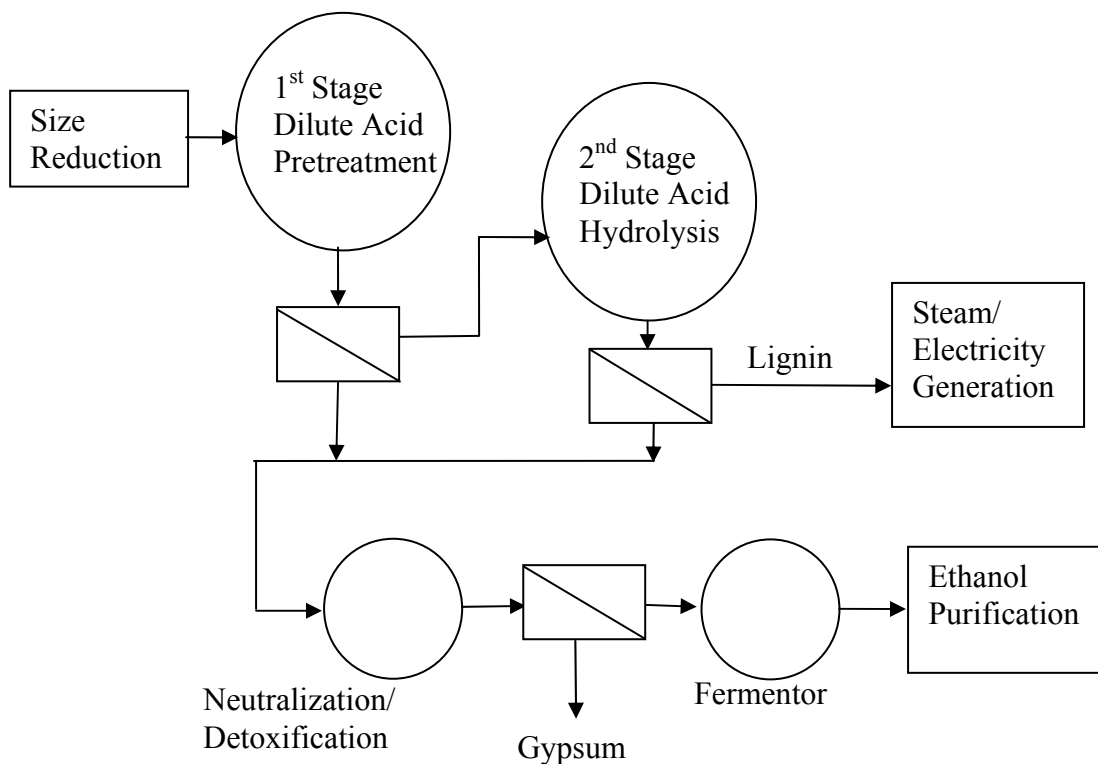 Size
Reduction
1st Stage
Dilute Acid
Pretreatment
2nd Stage
Dilute Acid
Hydrolysis
Lignin
Steam/
Electricity
Generation
Neutralization/
Detoxification
Gypsum
Fermentor
Ethanol
Purification